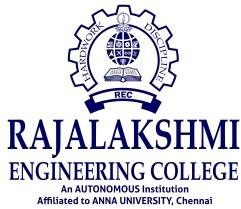 HARDWORK DISCIPLINE
REC
RAJALAKSHMI
ENGINEERING COLLEGE
An AUTONOMOUS Institution
Affiliated to ANNA UNIVERSITY, Chennai